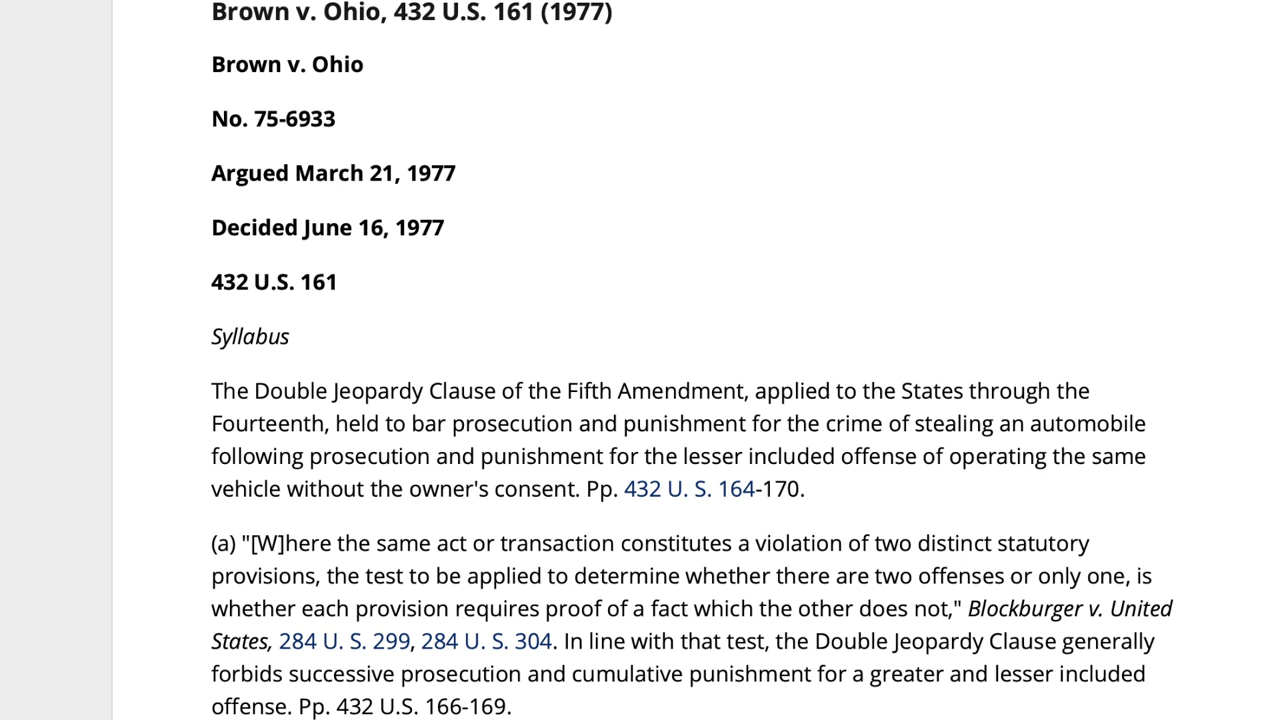 Brown v. Ohio, 432 U.S. 161 (1977)
Brown v. Ohio
No. 75-6933
Argued March 21, 1977
Decided June 16, 1977
432 U.S. 161
Syllabus
The Double Jeopardy Clause of the Fifth Amendment, applied to the States through the
Fourteenth, held to bar prosecution and punishment for the crime of stealing an automobile
following prosecution and punishment for the lesser included offense of operating the same
vehicle without the owner's consent. Pp. 432 U. S. 164-170.
(a) "[W]here the same act or transaction constitutes a violation of two distinct statutory
provisions, the test to be applied to determine whether there are two offenses or only one, is
whether each provision requires proof of a fact which the other does not," Blockburger v. United
States, 284 U. S. 299, 284 U. S. 304. In line with that test, the Double Jeopardy Clause generally
forbids successive prosecution and cumulative punishment for a greater and lesser included
offense. Pp. 432 U.S. 166-169.